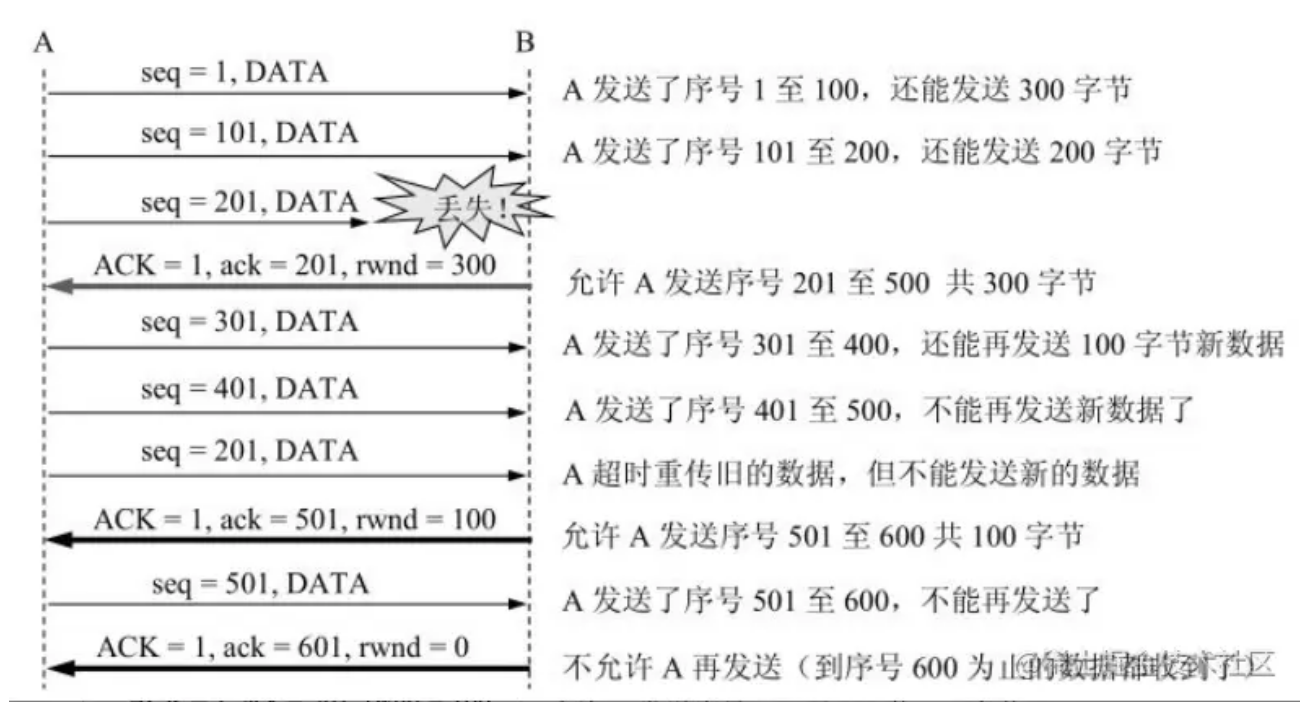 A B
seq = 1, DATA
A 发送了序号 1 至 100，还能发送 300 字节
seq = 101, DATA
A 发送了序号 101 至 200，还能发送 200 字节
seq = 201, DATA
丢失！
ACK = 1, ack = 201, rwnd = 300
允许 A 发送序号 201 至 500 共 300 字节
seq = 301, DATA
A 发送了序号 301 至 400，还能再发送 100 字节新数据
seq = 401, DATA
A 发送了序号 401 至 500，不能再发送新数据了
seq = 201, DATA
A 超时重传旧的数据，但不能发送新的数据
ACK = 1, ack = 501, rwnd = 100
允许 A 发送序号 501 至 600 共 100 字节
seq = 501, DATA
A 发送了序号 501 至 600，不能再发送了
ACK = 1, ack = 601, rwnd = 0
不允许 A 再发送（到序号 600 为止的数据都收到了）
@稀土掘金技术社区